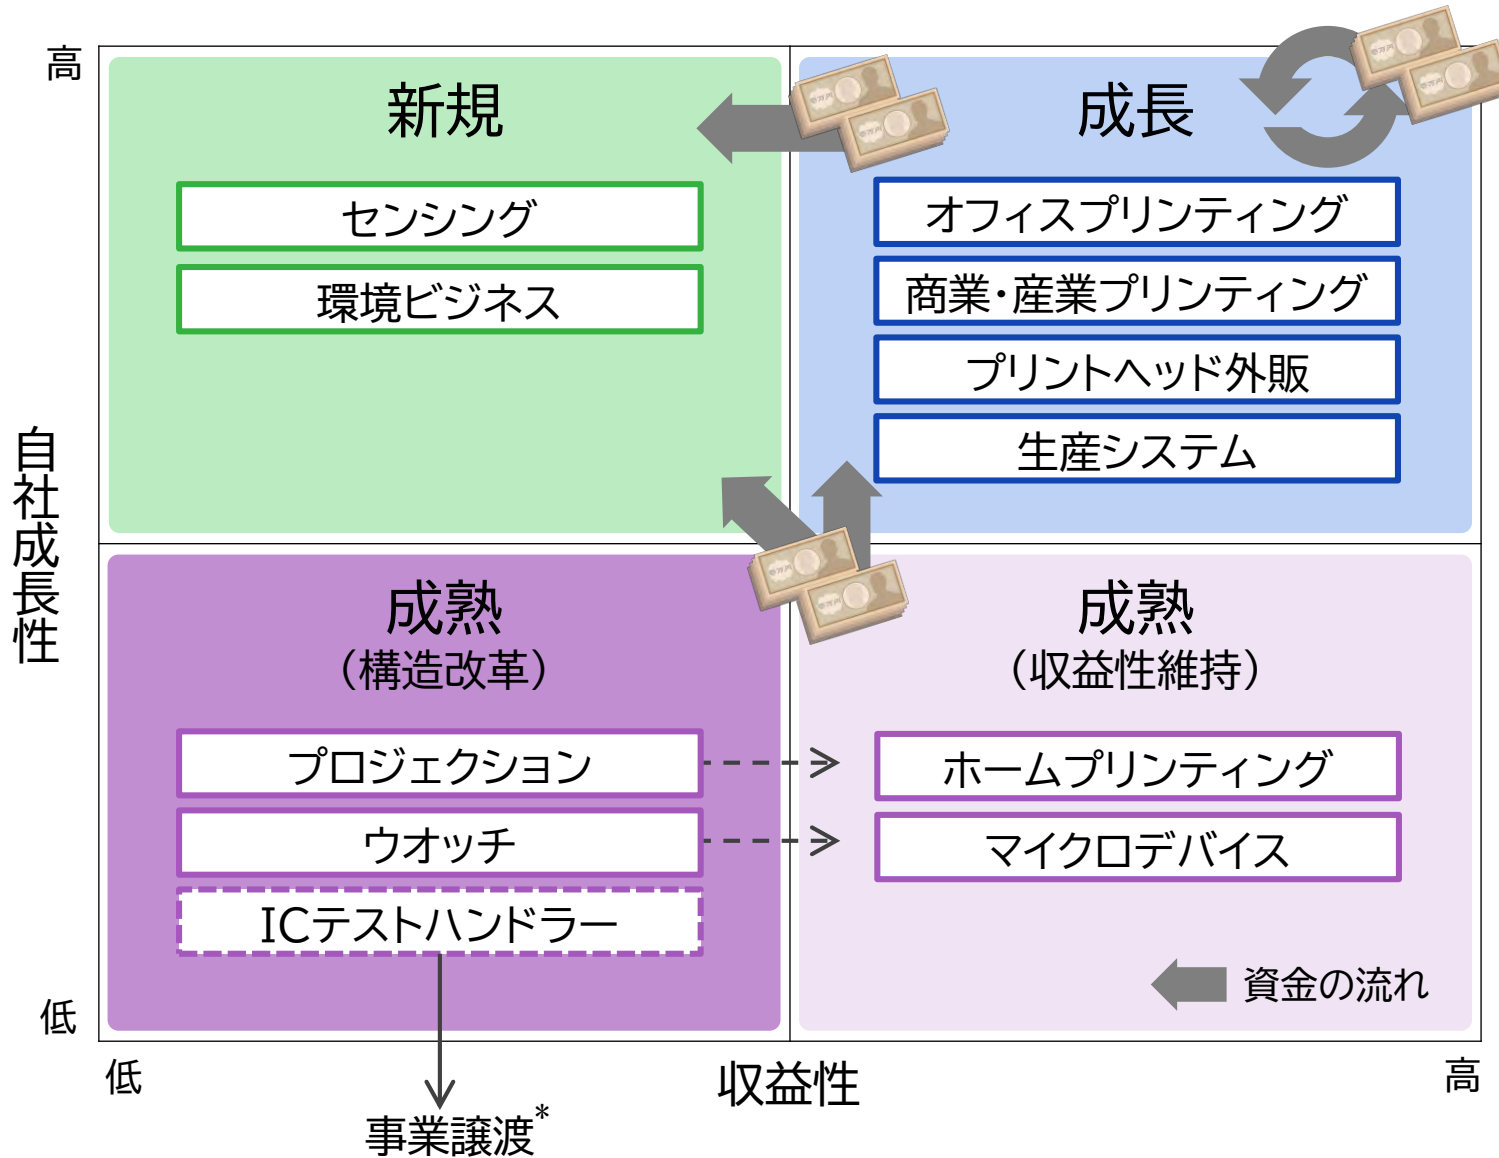 高
新規
センシング
環境ビジネス
成長
オフィスプリンティング
商業・産業プリンティング
プリントヘッド外販
生産システム
自社成長性
成熟
（構造改革）
プロジェクション
ウオッチ
ICテストハンドラー
成熟
（収益性維持）
ホームプリンティング
マイクロデバイス
資金の流れ
低
低
収益性
高
事業譲渡*